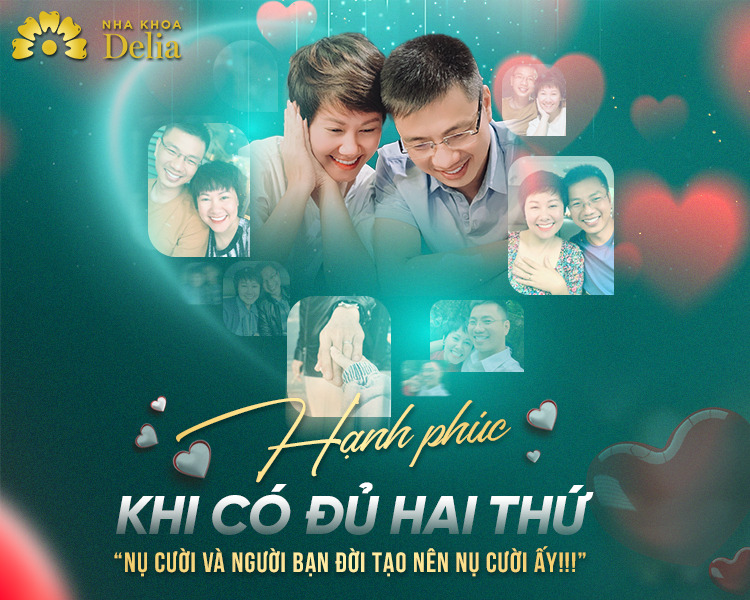 NHA KHOA
Delia
Hạnh phúc
KHI CÓ ĐỦ HAI THỨ
“NỤ CƯỜI VÀ NGƯỜI BẠN ĐỜI TẠO NÊN NỤ CƯỜI ẤY!!!”